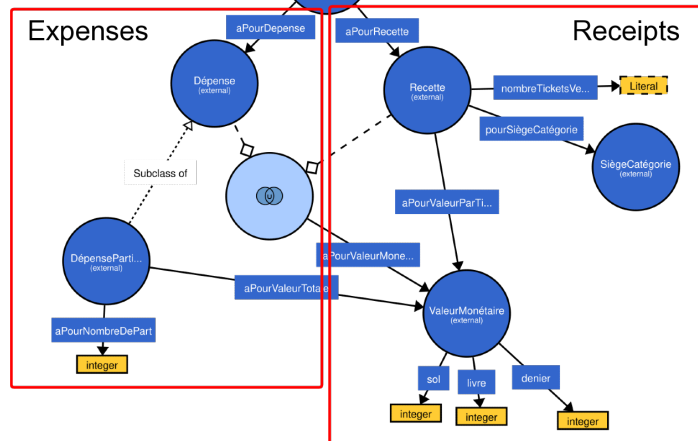 Expenses
Receipts
aPourDepense
aPourRecette
Dépense
(external)
Recette
(external)
nombreTicketsVe...
Literal
pourSiègeCatégorie
SiègeCatégorie
(external)
Subclass of
aPourValeurParTi...
DépenseParti...
(external)
aPourValeurMone...
aPourValeurTotale
ValeurMonétaire
(external)
aPourNombreDePart
integer
sol
livre
denier
integer
integer
integer